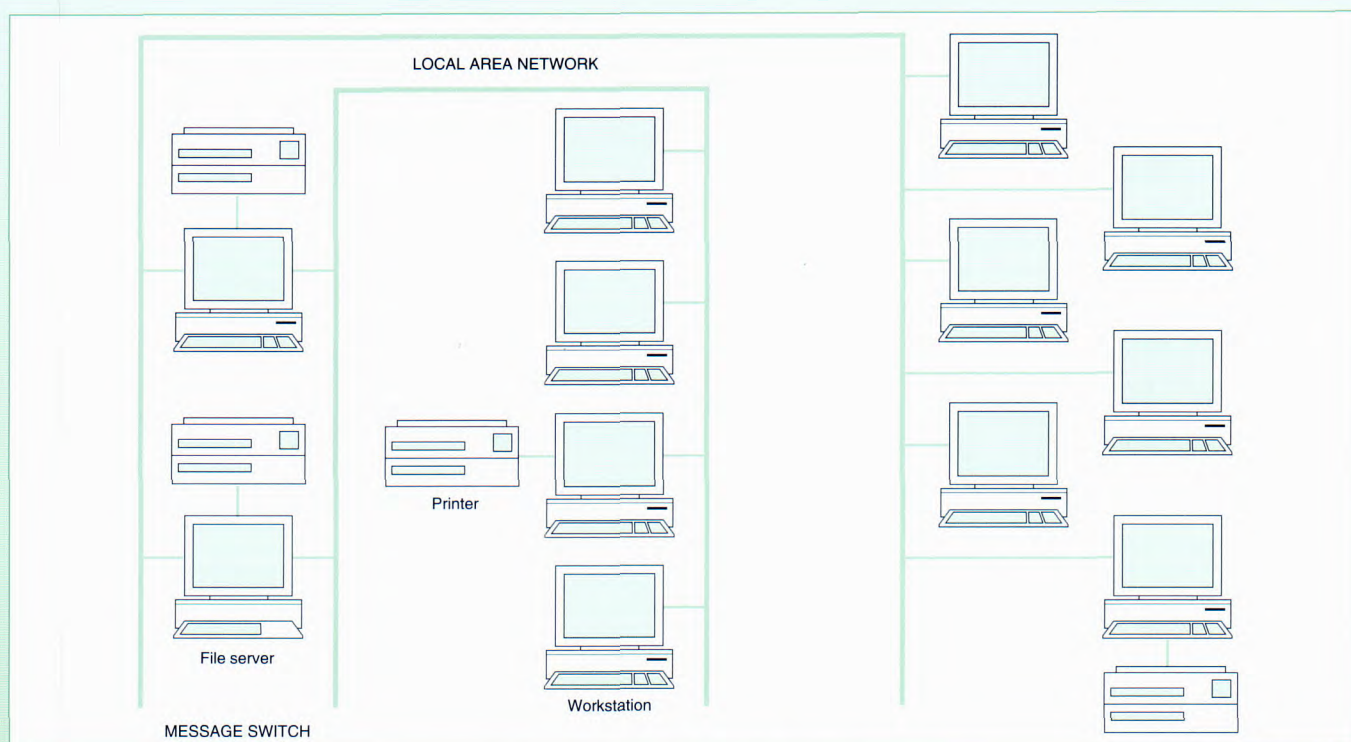 LOCAL AREA NETWORK
Printer
File server
Workstation
MESSAGE SWITCH